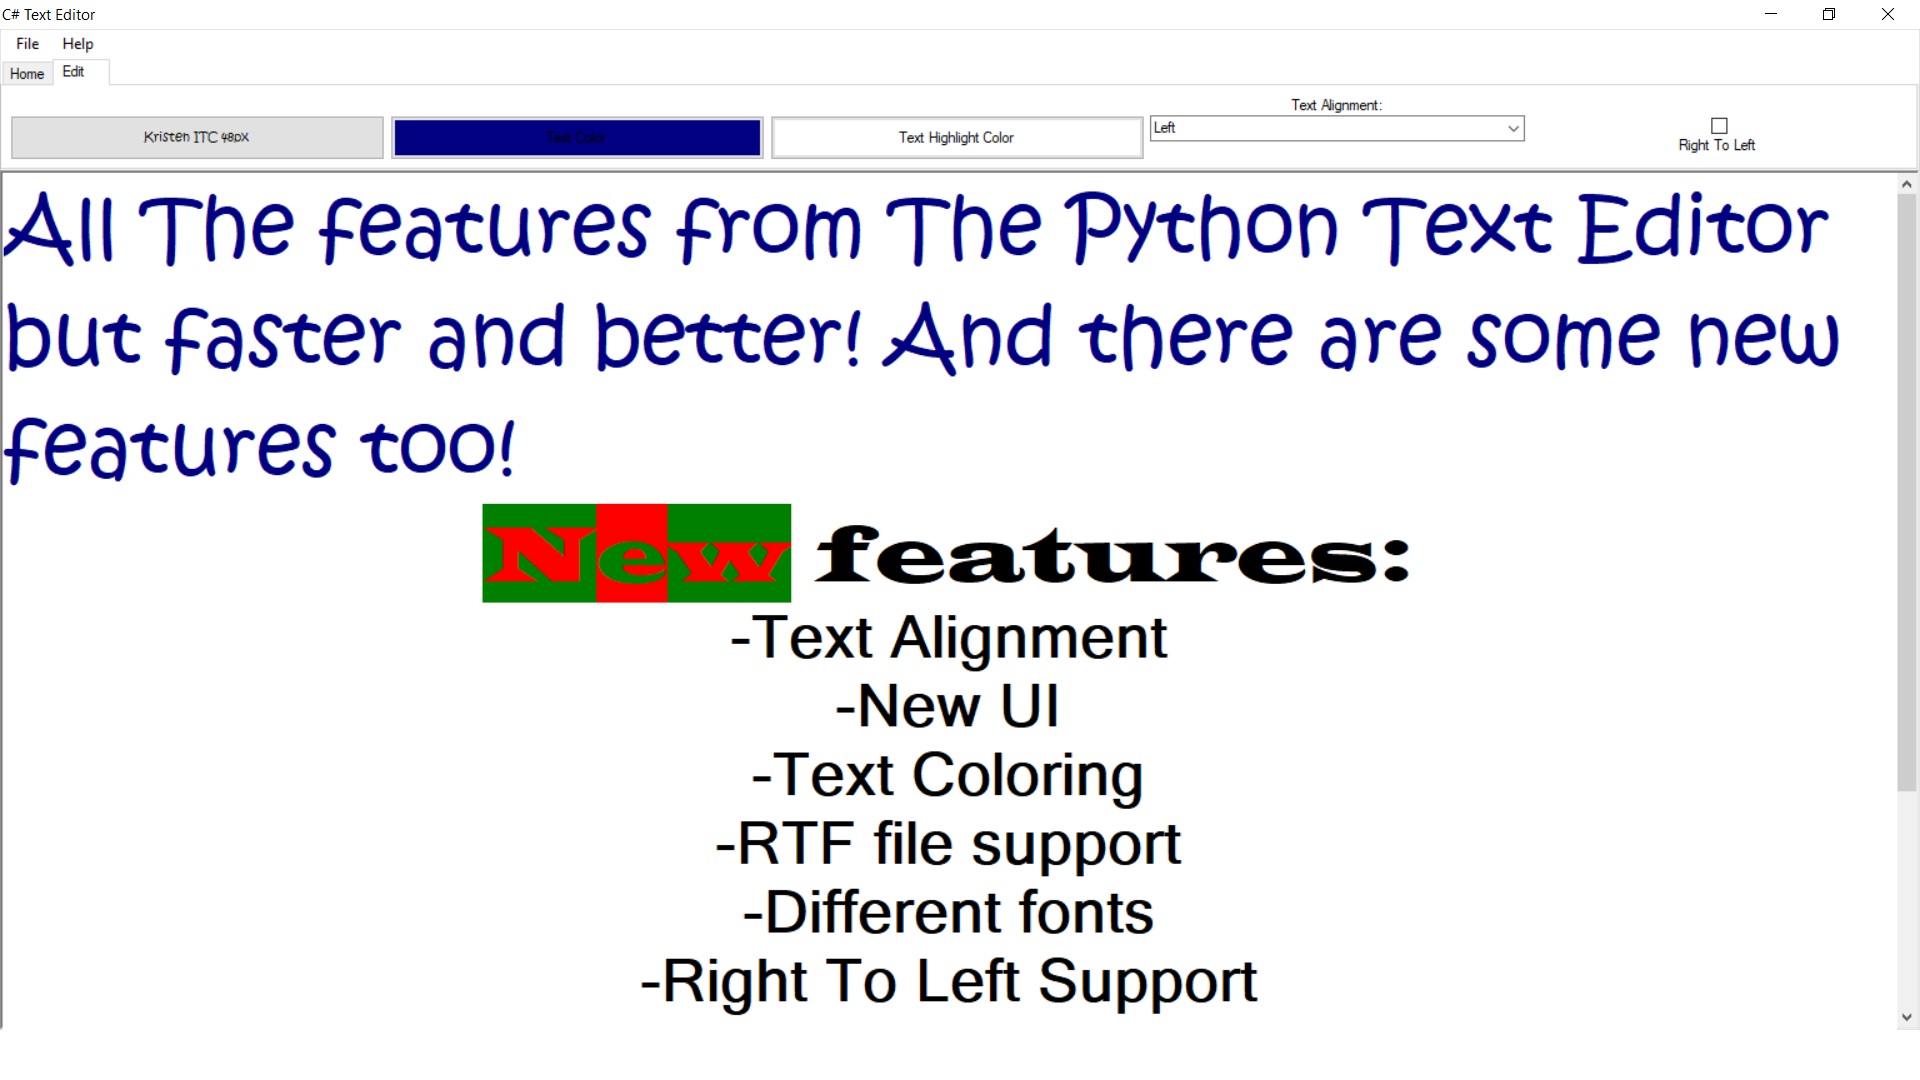 C# Text Editor
File Help
Home Edit
Text Alignment:
Kristen ITC 48px Text Color Text Highlight Color Left
Right To Left
All The features from The Python Text Editor
but faster and better! And there are some new
features too!
New features:
-Text Alignment
-New UI
-Text Coloring
-RTF file support
-Different fonts
-Right To Left Support